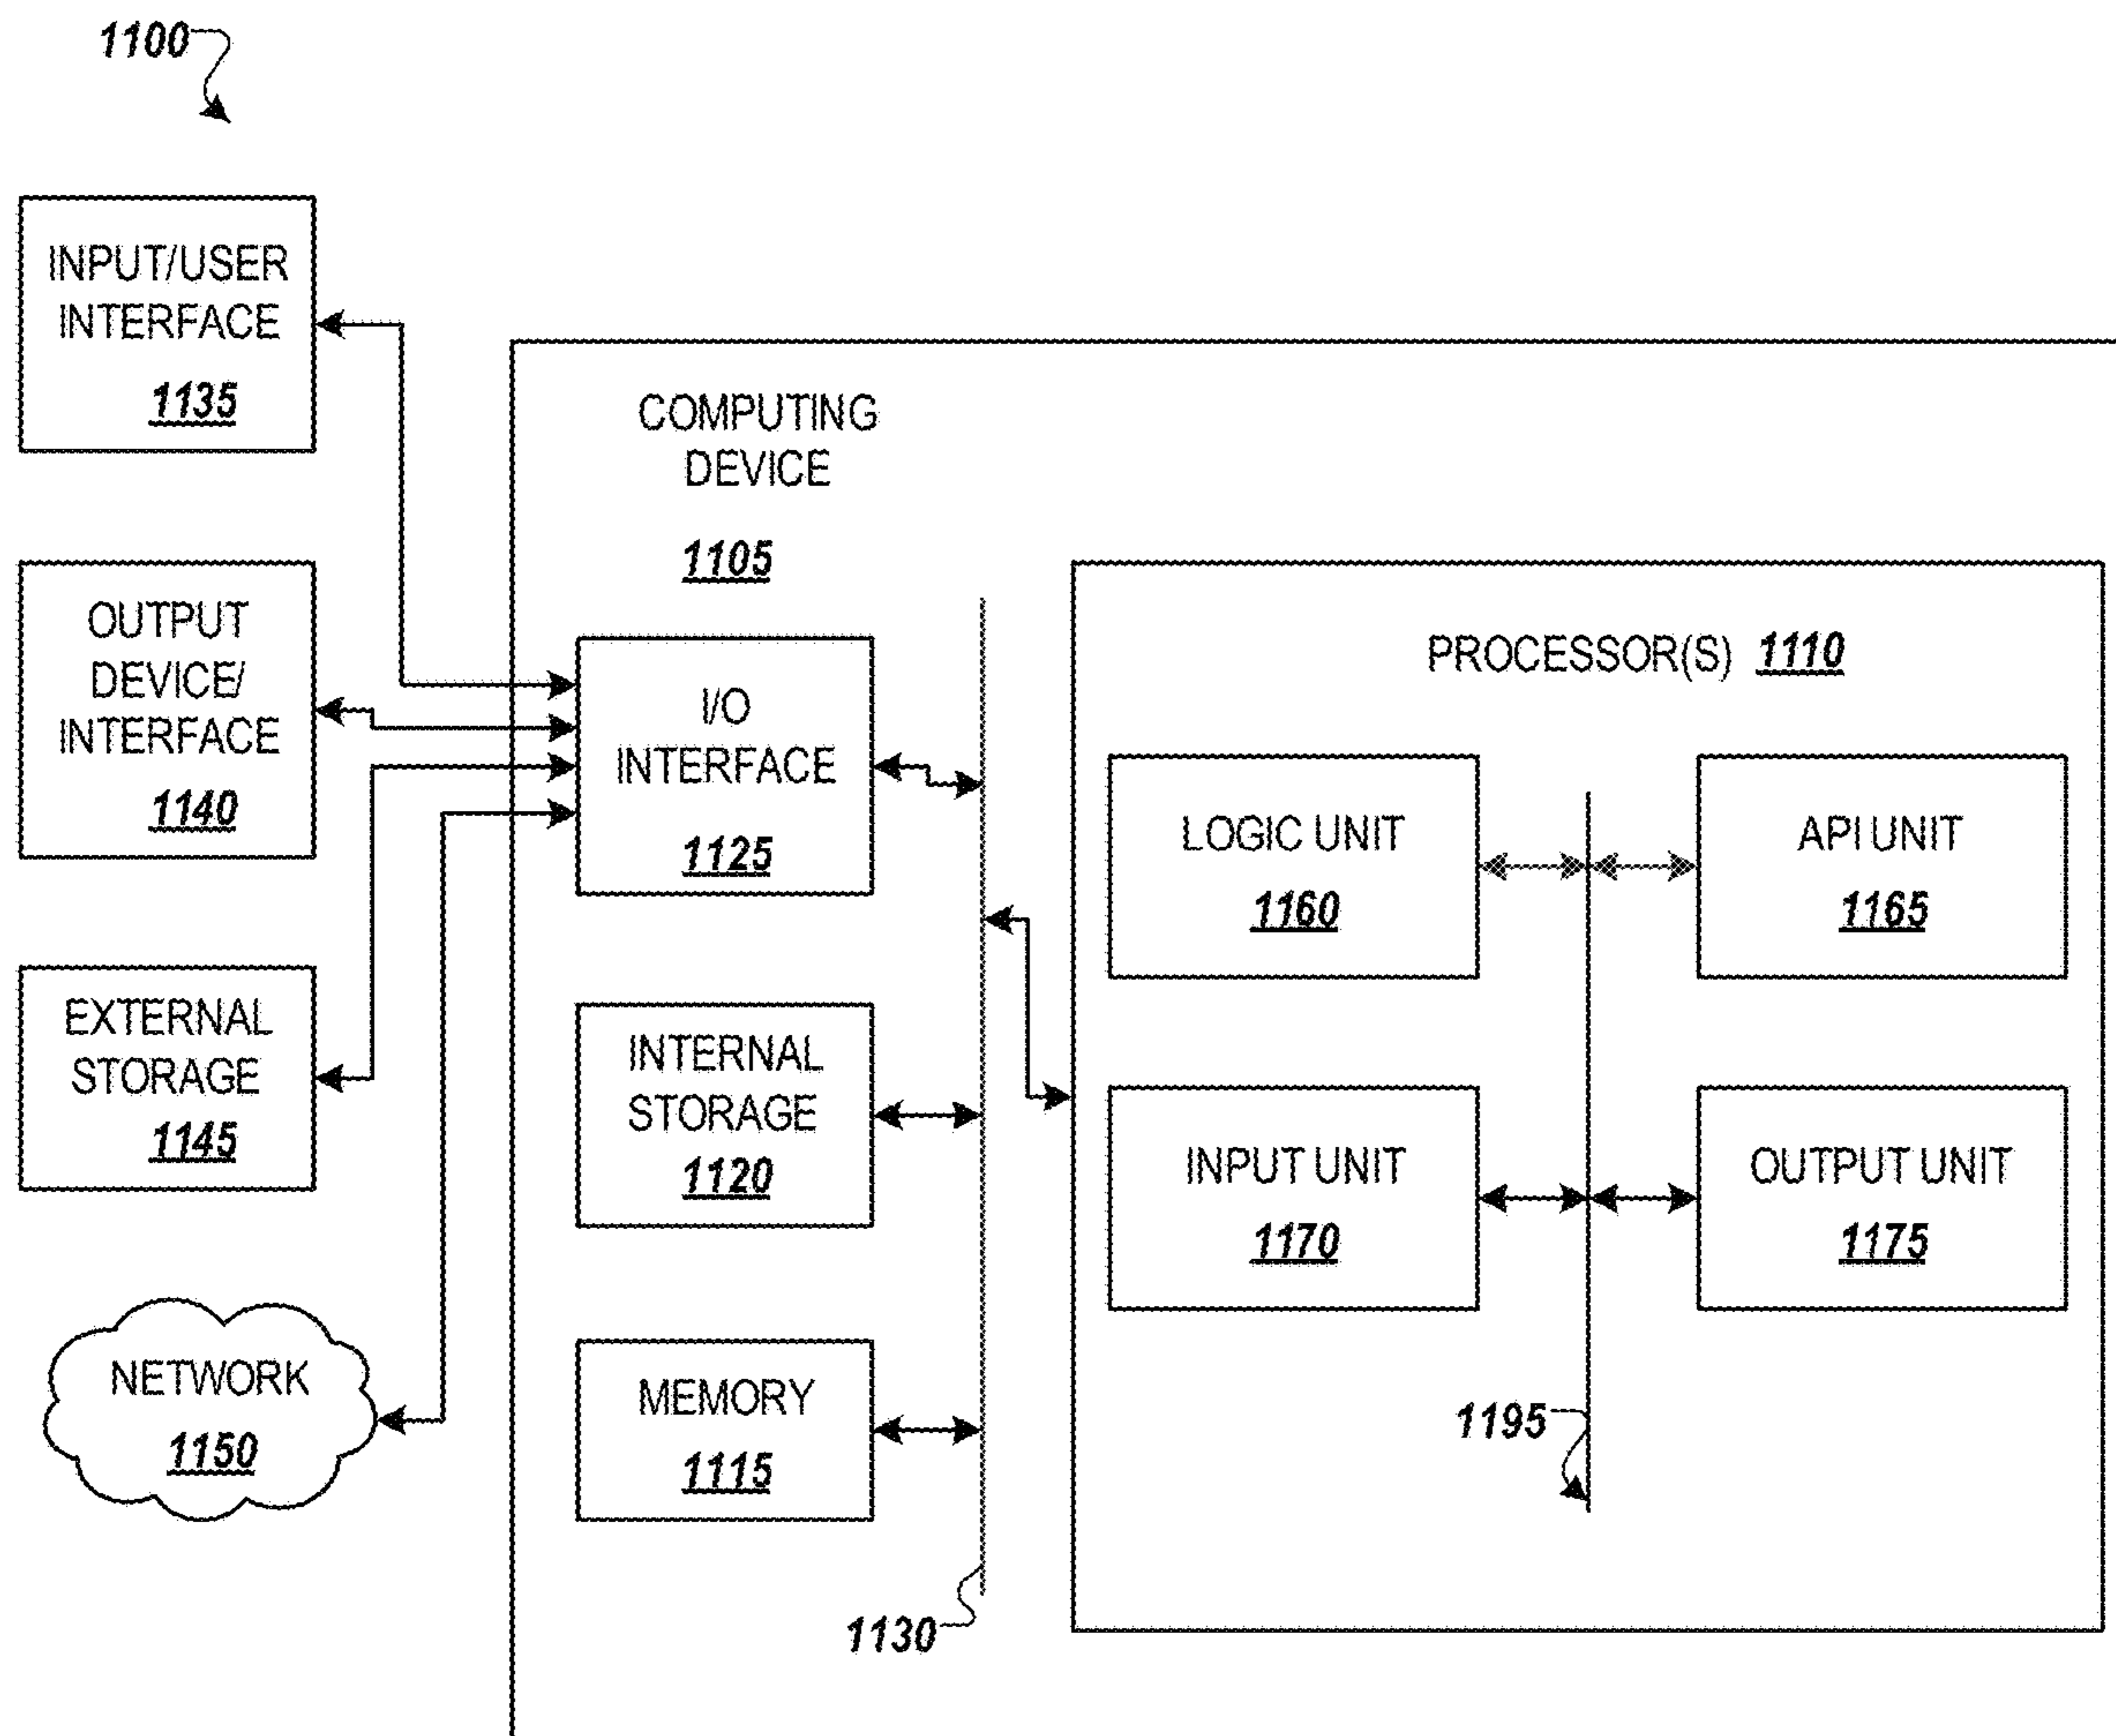 1100
INPUT/USER
INTERFACE
1135
COMPUTING
DEVICE
1105
OUTPUT
DEVICE/
INTERFACE
1140
I/O
INTERFACE
1125
PROCESSOR(S) 1110
LOGIC UNIT
1160
API UNIT
1165
EXTERNAL
STORAGE
1145
INTERNAL
STORAGE
1120
INPUT UNIT
1170
OUTPUT UNIT
1175
NETWORK
1150
MEMORY
1115
1195
1130